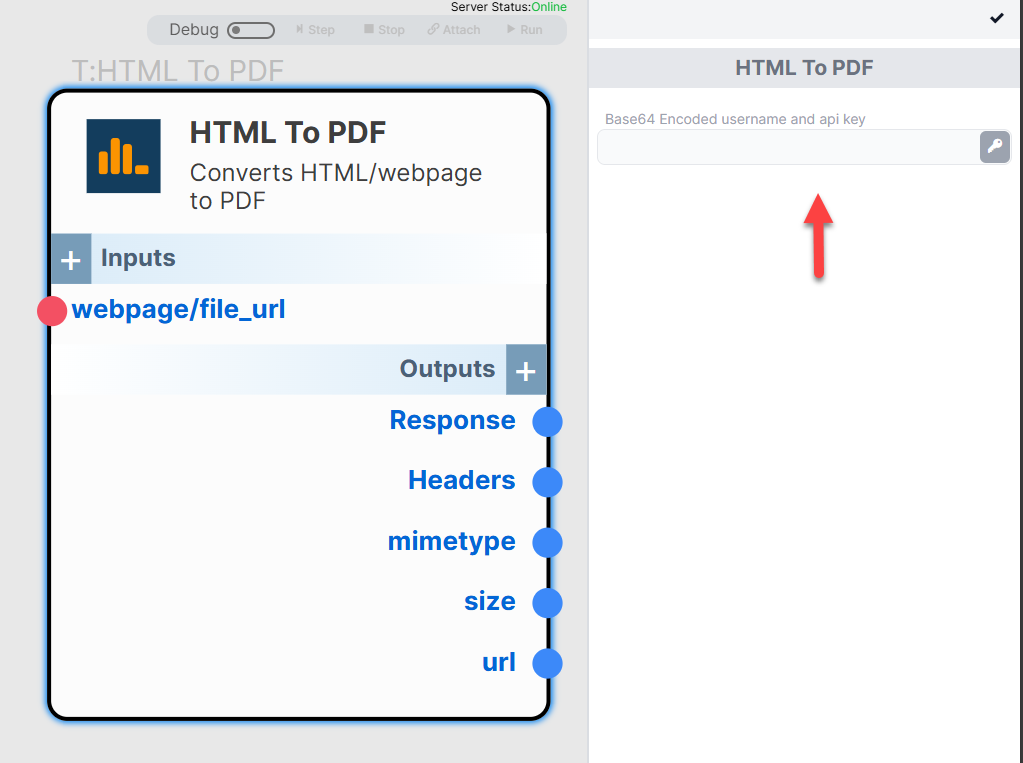 Server Status:Online
Debug Step Stop Attach Run
T:HTML To PDF
HTML To PDF
Converts HTML/webpage
to PDF
+ Inputs
webpage/file_url
Outputs +
Response
Headers
mimetype
size
url
HTML To PDF
Base64 Encoded username and api key